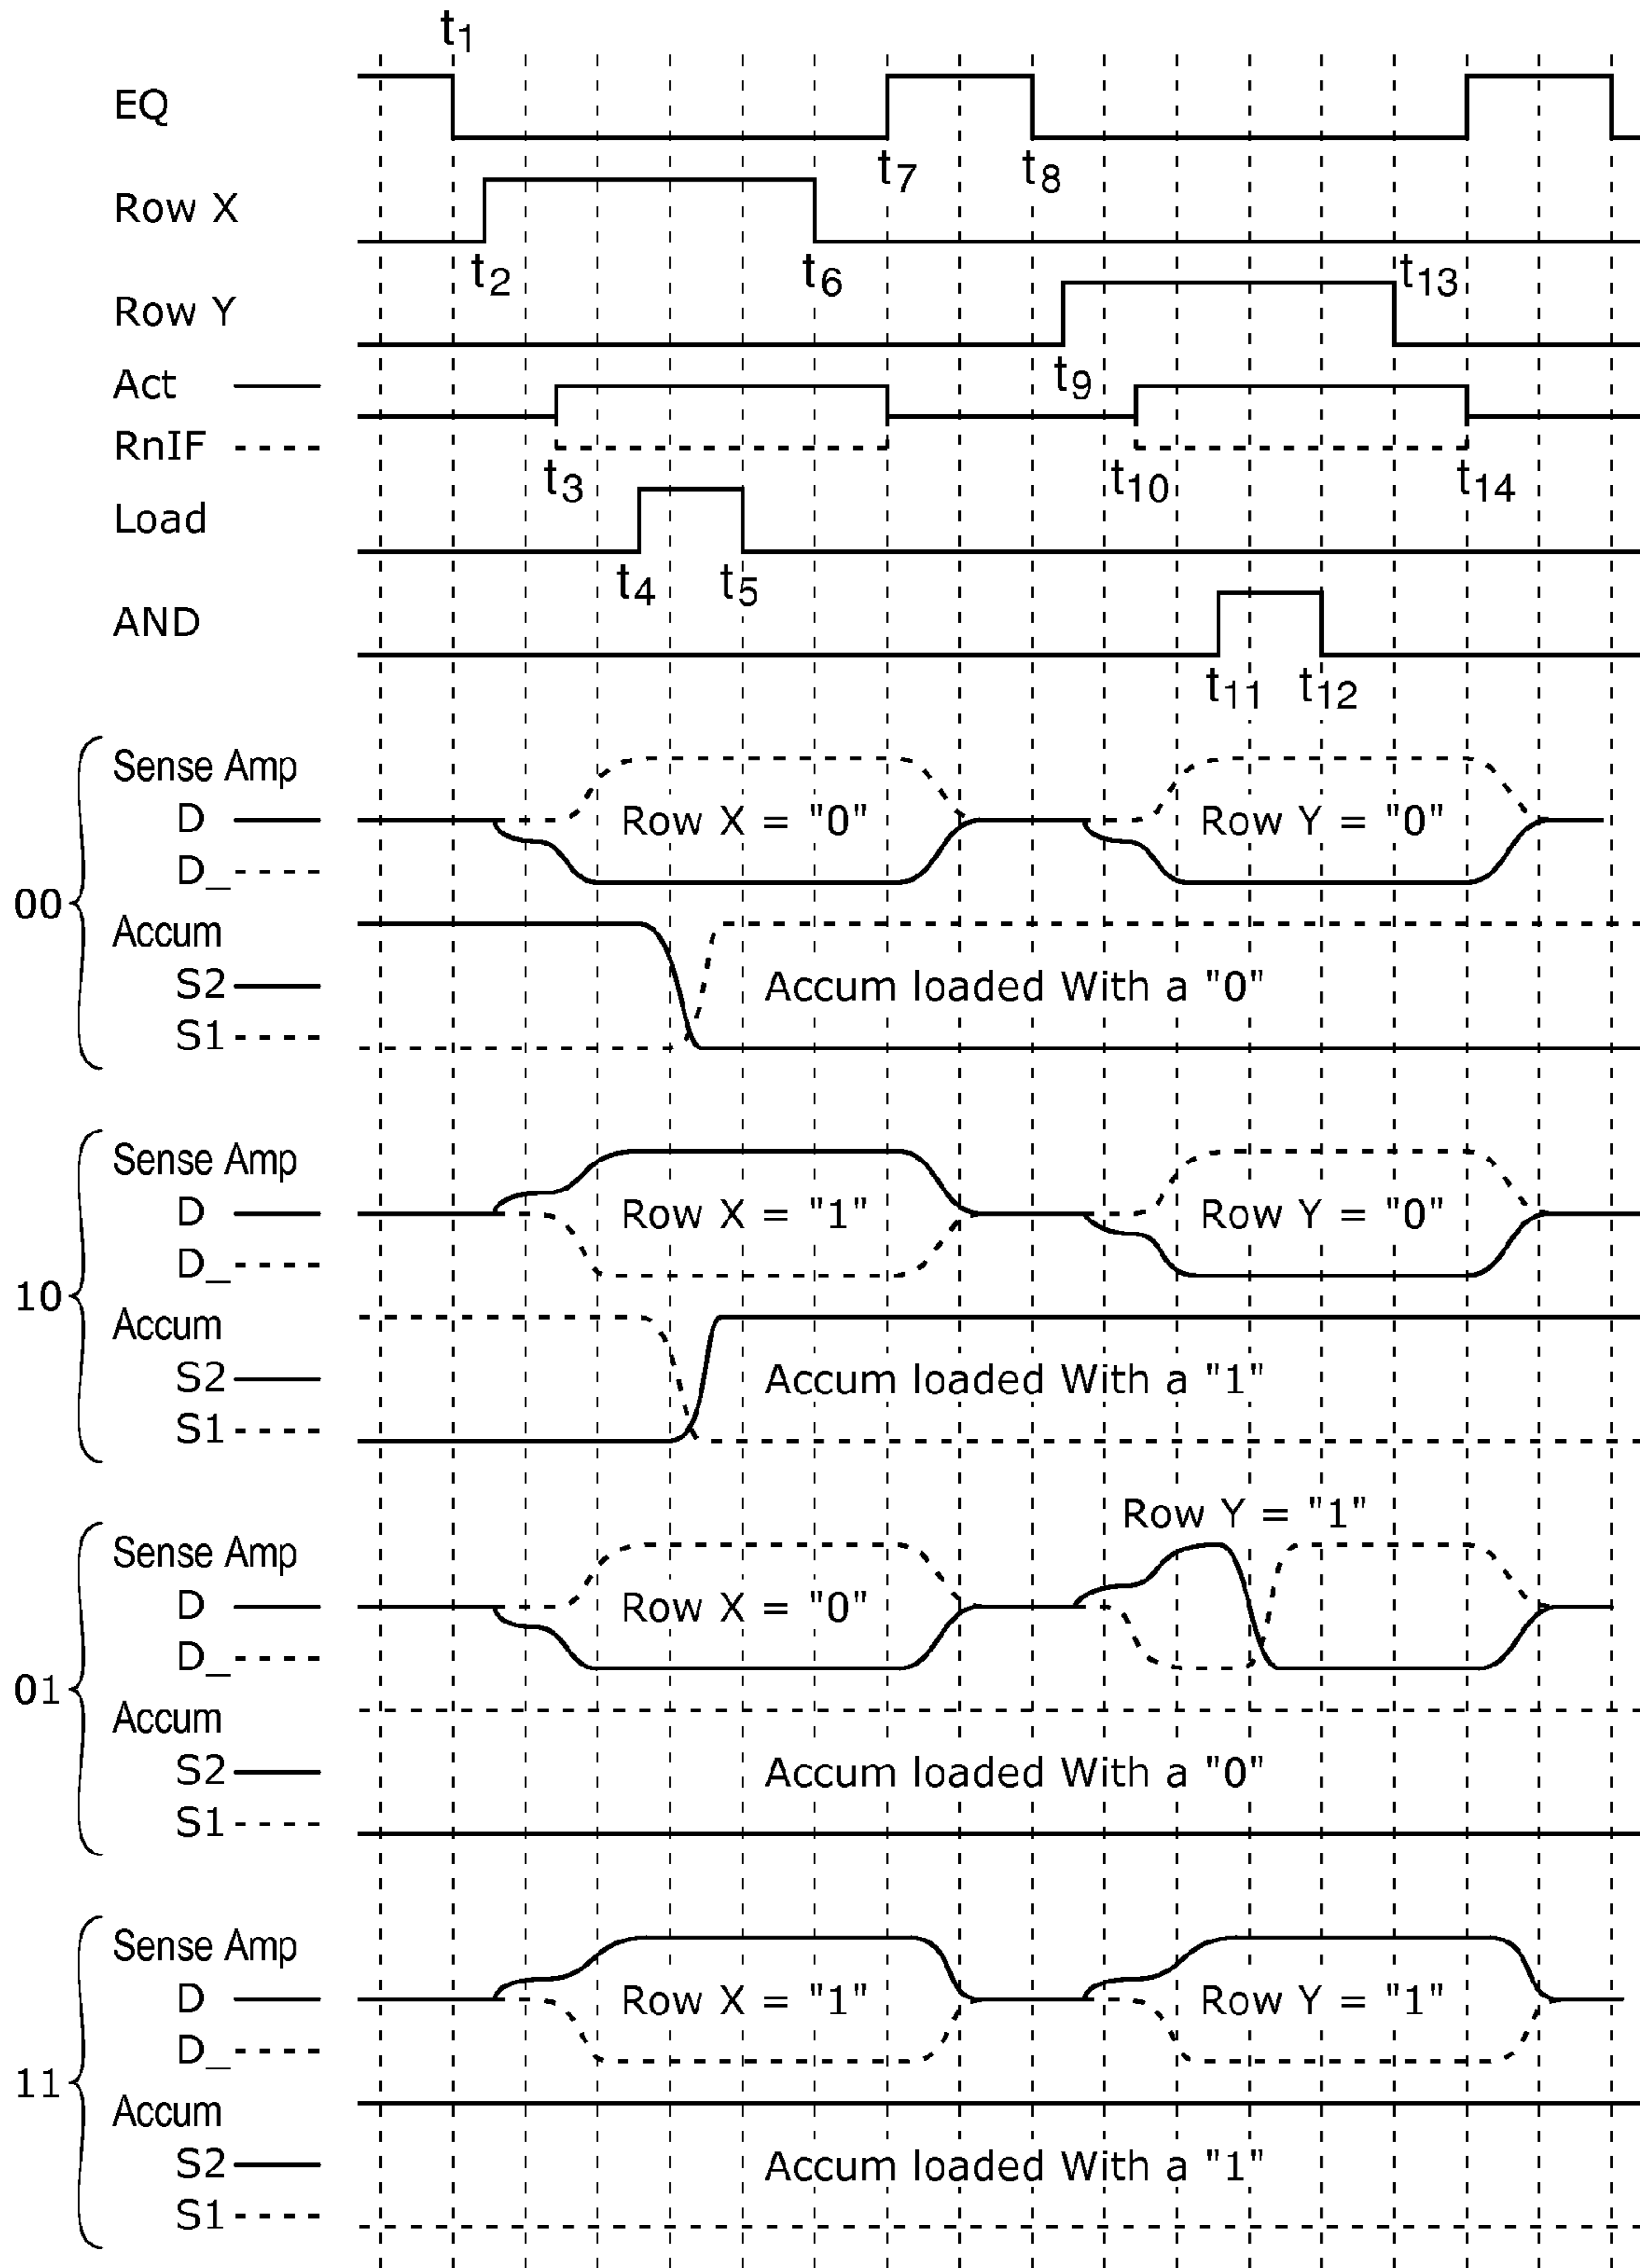 t1
EQ
t7 t8
Row X
t2 t6 t13
Row Y
Act
t9
RnIF
t3 t10 t14
Load
t4 t5
AND
t11 t12
Sense Amp
D Row X = "0" Row Y = "0"
D_
00
Accum
S2 Accum loaded With a "0"
S1
Sense Amp
D Row X = "1" Row Y = "0"
D_
10
Accum
S2 Accum loaded With a "1"
S1
Row Y = "1"
Sense Amp
D Row X = "0"
D_
01
Accum
S2 Accum loaded With a "0"
S1
Sense Amp
D Row X = "1" Row Y = "1"
D_
11
Accum
S2 Accum loaded With a "1"
S1